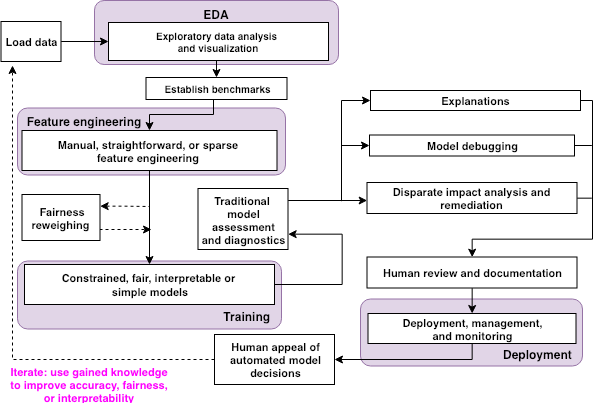 EDA
Load data
Exploratory data analysis
and visualization
Establish benchmarks
Feature engineering
Manual, straightforward, or sparse
feature engineering
Fairness
reweighing
Constrained, fair, interpretable or
simple models
Training
Traditional
model
assessment
and diagnostics
Explanations
Model debugging
Disparate impact analysis and
remediation
Human review and documentation
Deployment, management,
and monitoring
Deployment
Human appeal of
automated model
decisions
Iterate: use gained knowledge
to improve accuracy, fairness,
or interpretability